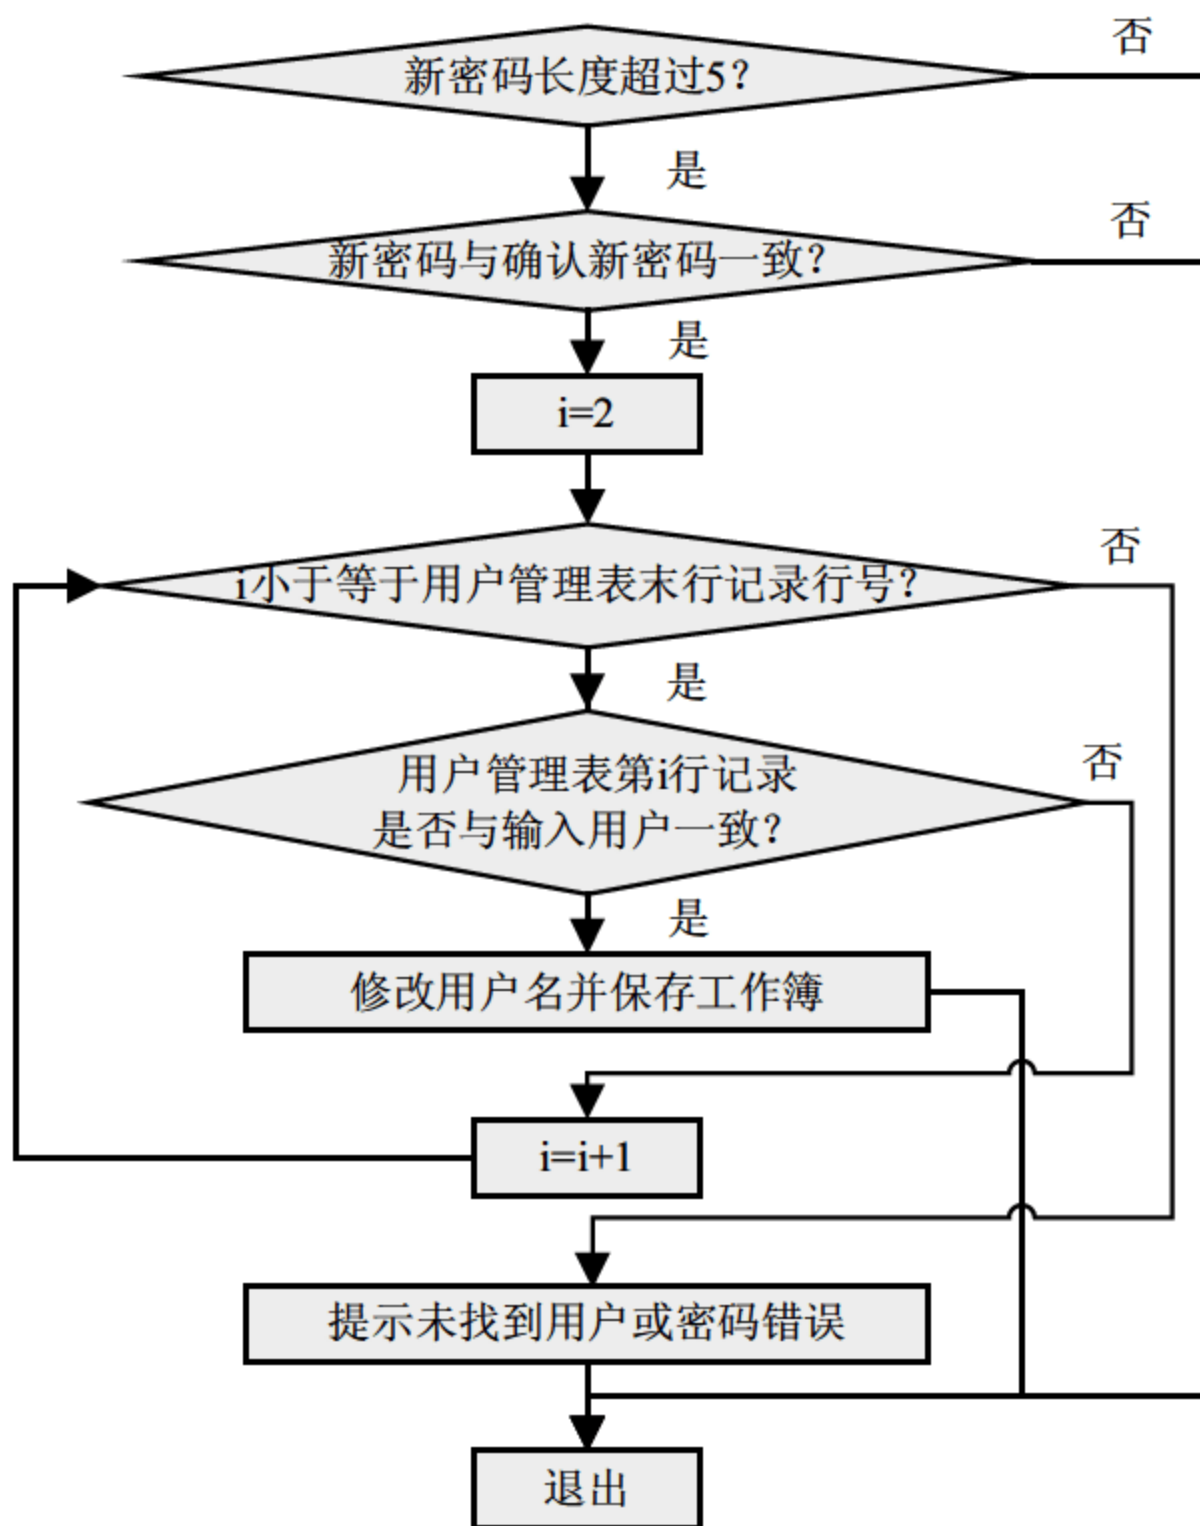 否
新密码长度超过5？
是
否
新密码与确认新密码一致？
是
i=2
否
i小于等于用户管理表末行记录行号？
是
否
用户管理表第i行记录
是否与输入用户一致？
是
修改用户名并保存工作簿
i=i+1
提示未找到用户或密码错误
退出